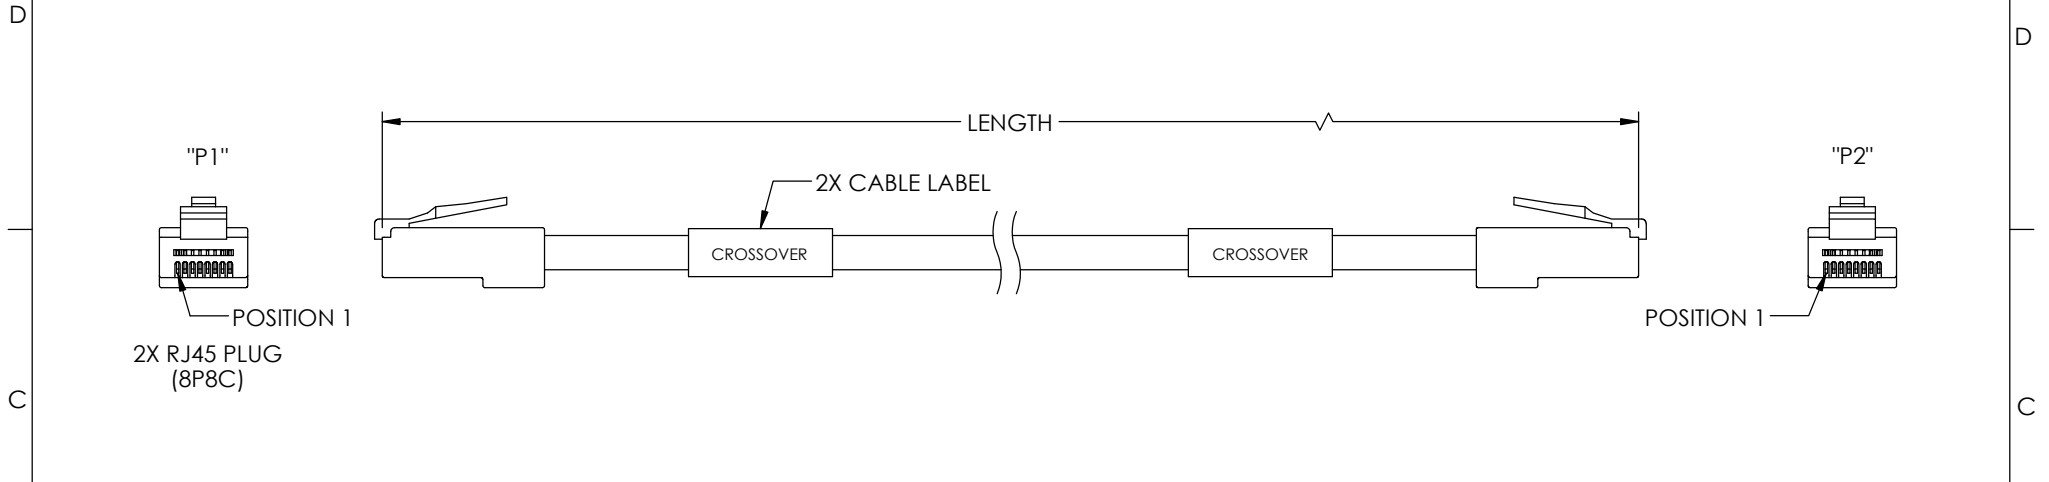 D
D
LENGTH
"P1"
"P2"
2X CABLE LABEL
CROSSOVER
CROSSOVER
POSITION 1
POSITION 1
2X RJ45 PLUG
(8P8C)
C
C